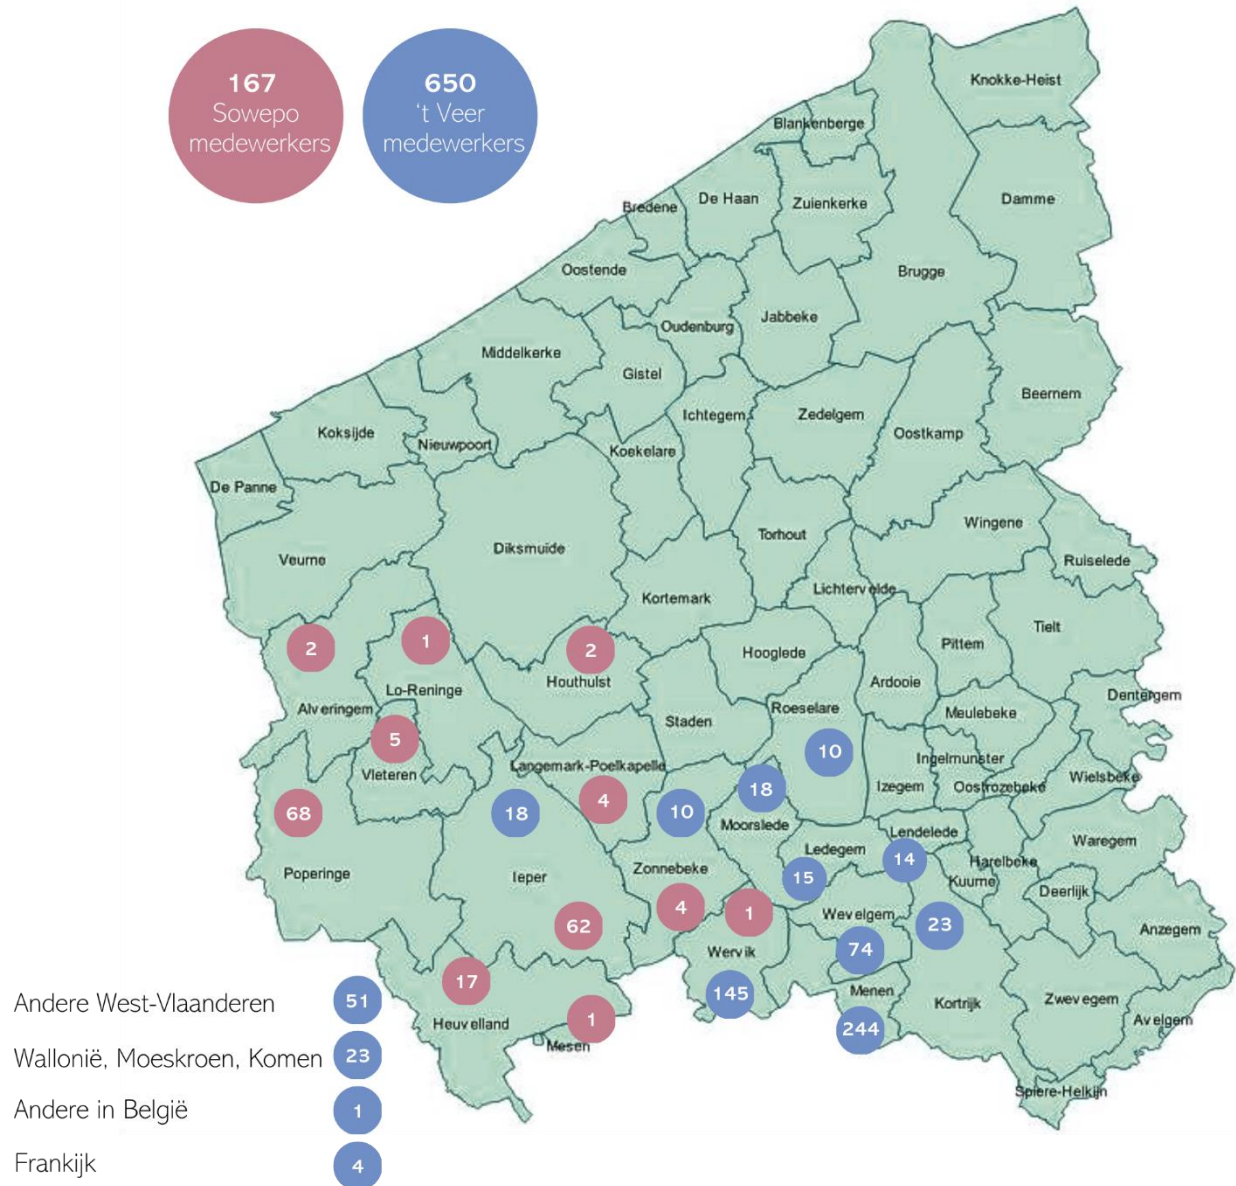 167
Sowepo
medewerkers
650
't Veer
medewerkers
Knokke-Heist
Blankenberge
De Haan
Zuienkerke
Damme
Bredene
Oostende
Brugge
Jabbeke
Oudenburg
Middelkerke
Gistel
Beernem
Ichtegem
Zedelgem
Oostkamp
Koksijde
Nieuwpoort
Koekelare
De Panne
Wingene
Torhout
Diksmuide
Veurne
Ruiselede
Lichtervelde
Kortemark
Tielt
2
1
2
Hooglede
Pittem
Houthulst
Ardooie
Lo-Reninge
Dentergem
Alveringem
Roeselare
Meulebeke
Staden
5
10
Ingelmunster
Langemark-Poelkapelle
Vleteren
Wielsbeke
Izegem
Oostrozebeke
18
4
68
18
10
Moorslede
Lendelede
Waregem
Ledegem
14
Harelbeke
Zonnebeke
Poperinge
Ieper
15
Kuurne
Deerlijk
4
1
Wevelgem
62
23
Anzegem
Wervik
74
17
145
Menen
Kortrijk
Zwevegem
Heuvelland
1
244
Avelgem
Mesen
Spiere-Helkijn
Andere West-Vlaanderen
51
Wallonië, Moeskroen, Komen
23
Andere in België
1
Frankijk
4